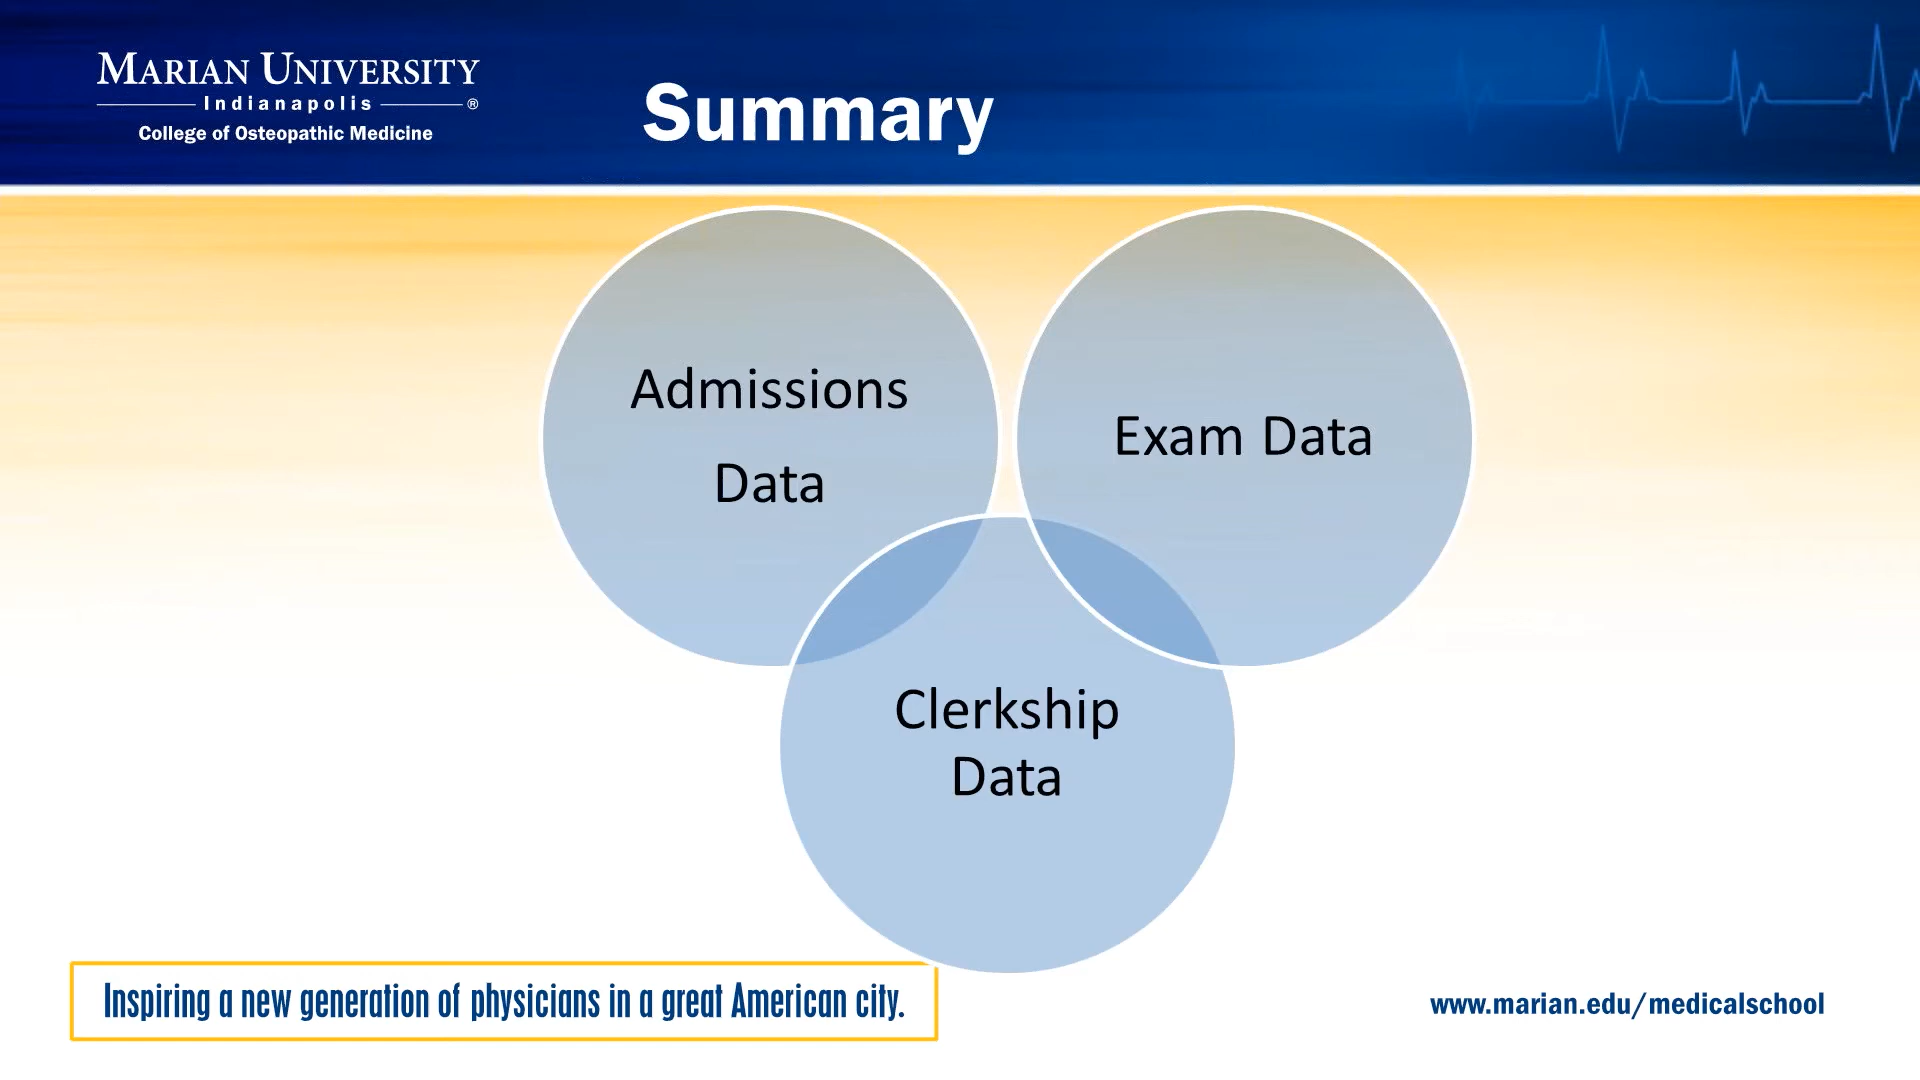 MARIAN UNIVERSITY
Indianapolis ®
College of Osteopathic Medicine
Summary
Admissions
Data
Exam Data
Clerkship
Data
Inspiring a new generation of physicians in a great American city.
www.marian.edu/medicalschool